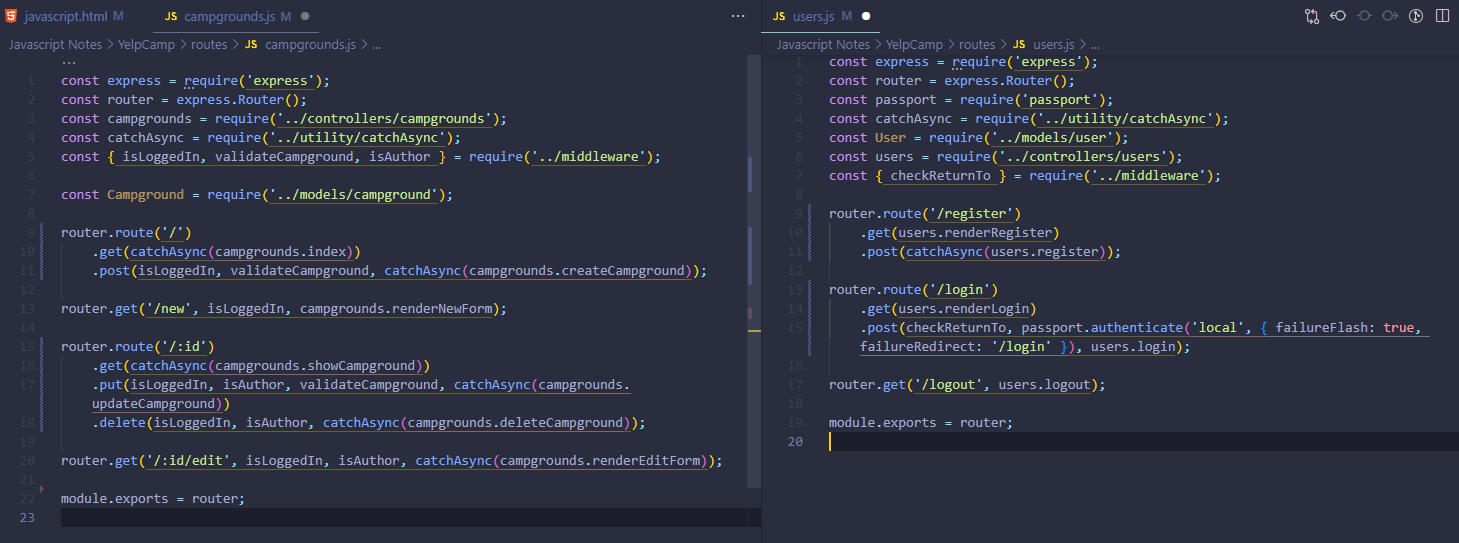 javascript.html M
JS campgrounds.js M
Javascript Notes > YelpCamp > routes > JS campgrounds.js > ...
...
1 const express = require('express');
2 const router = express.Router();
3 const campgrounds = require('../controllers/campgrounds');
4 const catchAsync = require('../utility/catchAsync');
5 const { isLoggedIn, validateCampground, isAuthor } = require('../middleware');
6
7 const Campground = require('../models/campground');
8
9 router.route('/')
10 .get(catchAsync(campgrounds.index))
11 .post(isLoggedIn, validateCampground, catchAsync(campgrounds.createCampground));
12
13 router.get('/new', isLoggedIn, campgrounds.renderNewForm);
14
15 router.route('/:id')
16 .get(catchAsync(campgrounds.showCampground))
17 .put(isLoggedIn, isAuthor, validateCampground, catchAsync(campgrounds.
updateCampground))
18 .delete(isLoggedIn, isAuthor, catchAsync(campgrounds.deleteCampground));
19
20 router.get('/:id/edit', isLoggedIn, isAuthor, catchAsync(campgrounds.renderEditForm));
21
22 module.exports = router;
23
JS users.js M
Javascript Notes > YelpCamp > routes > JS users.js > ...
1 const express = require('express');
2 const router = express.Router();
3 const passport = require('passport');
4 const catchAsync = require('../utility/catchAsync');
5 const User = require('../models/user');
6 const users = require('../controllers/users');
7 const { checkReturnTo } = require('../middleware');
8
9 router.route('/register')
10 .get(users.renderRegister)
11 .post(catchAsync(users.register));
12
13 router.route('/login')
14 .get(users.renderLogin)
15 .post(checkReturnTo, passport.authenticate('local', { failureFlash: true,
failureRedirect: '/login' }), users.login);
16
17 router.get('/logout', users.logout);
18
19 module.exports = router;
20